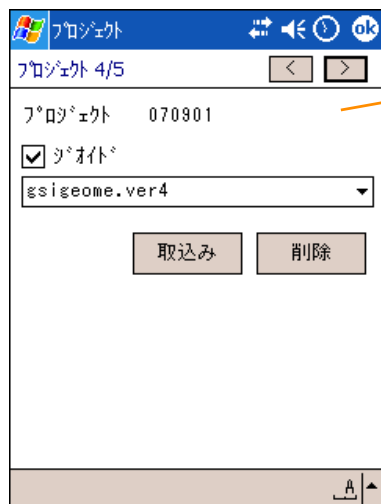 ﾌﾟﾛｼﾞｪｸﾄ ok
ﾌﾟﾛｼﾞｪｸﾄ 4/5 < >
ﾌﾟﾛｼﾞｪｸﾄ 070901
ｼﾞｵｲﾄﾞ
gsigeome.ver4
取込み 削除
A